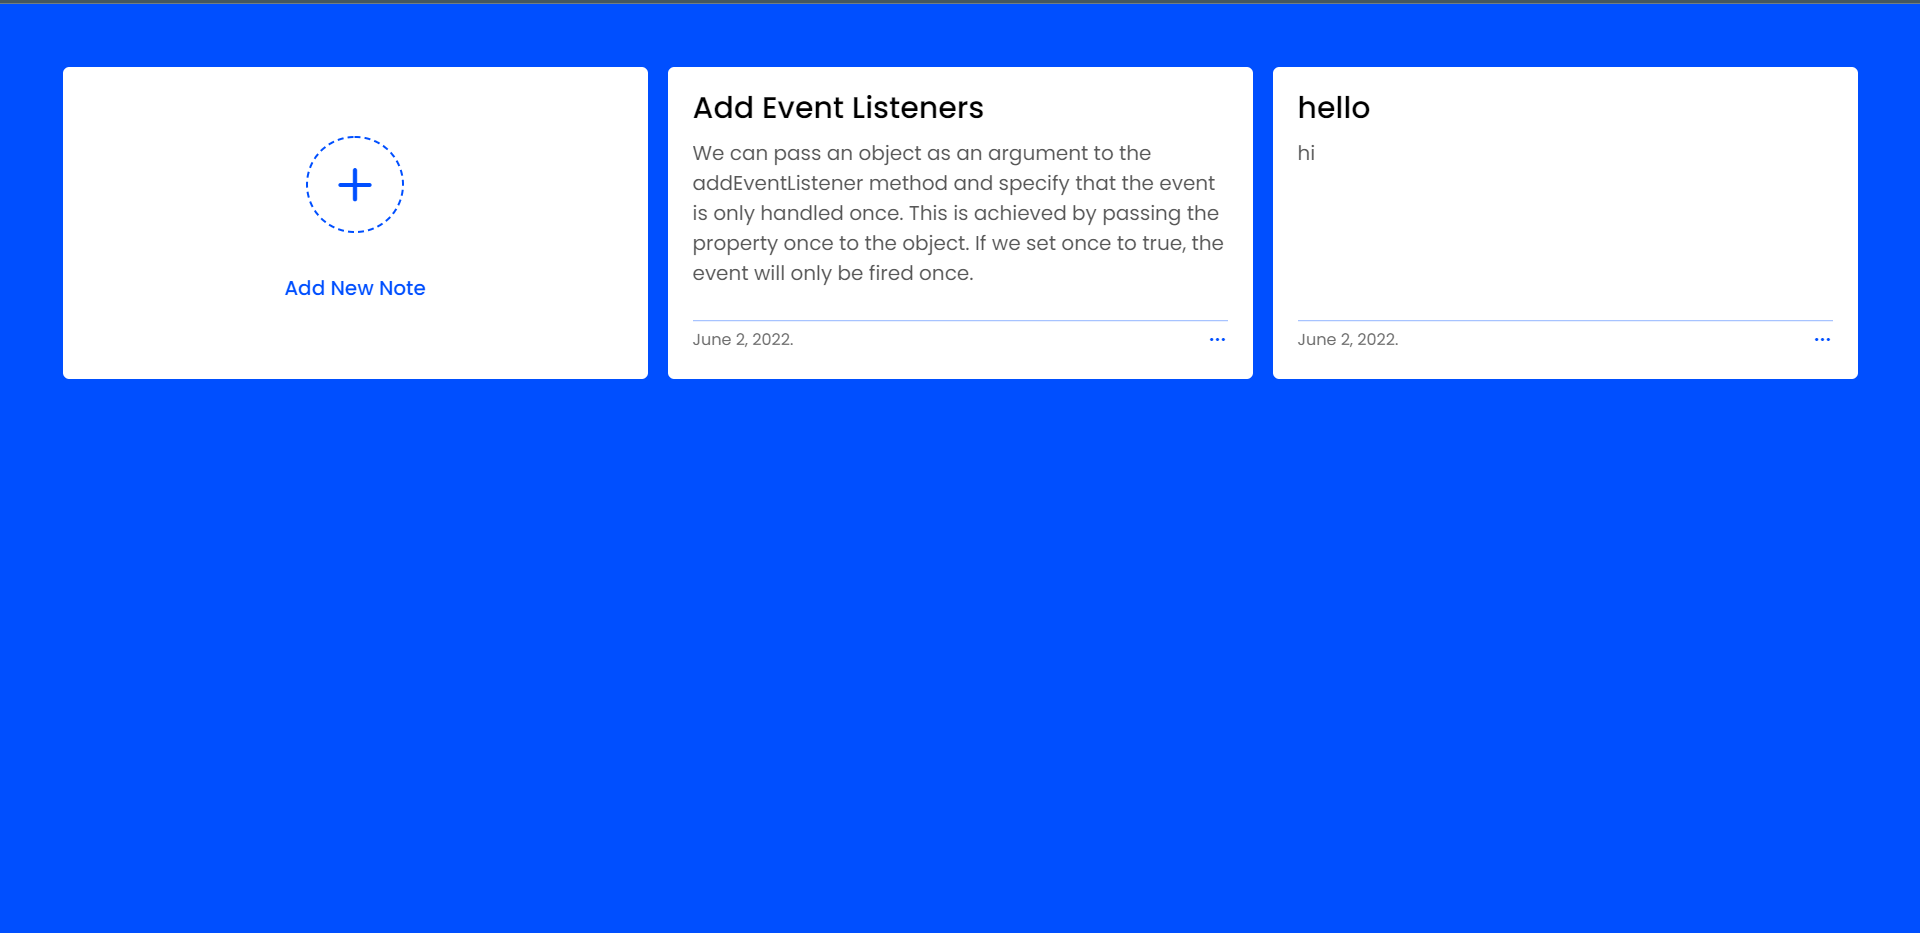 Add New Note
Add Event Listeners
We can pass an object as an argument to the
addEventListener method and specify that the event
is only handled once. This is achieved by passing the
property once to the object. If we set once to true, the
event will only be fired once.
June 2, 2022.
hello
hi
June 2, 2022.